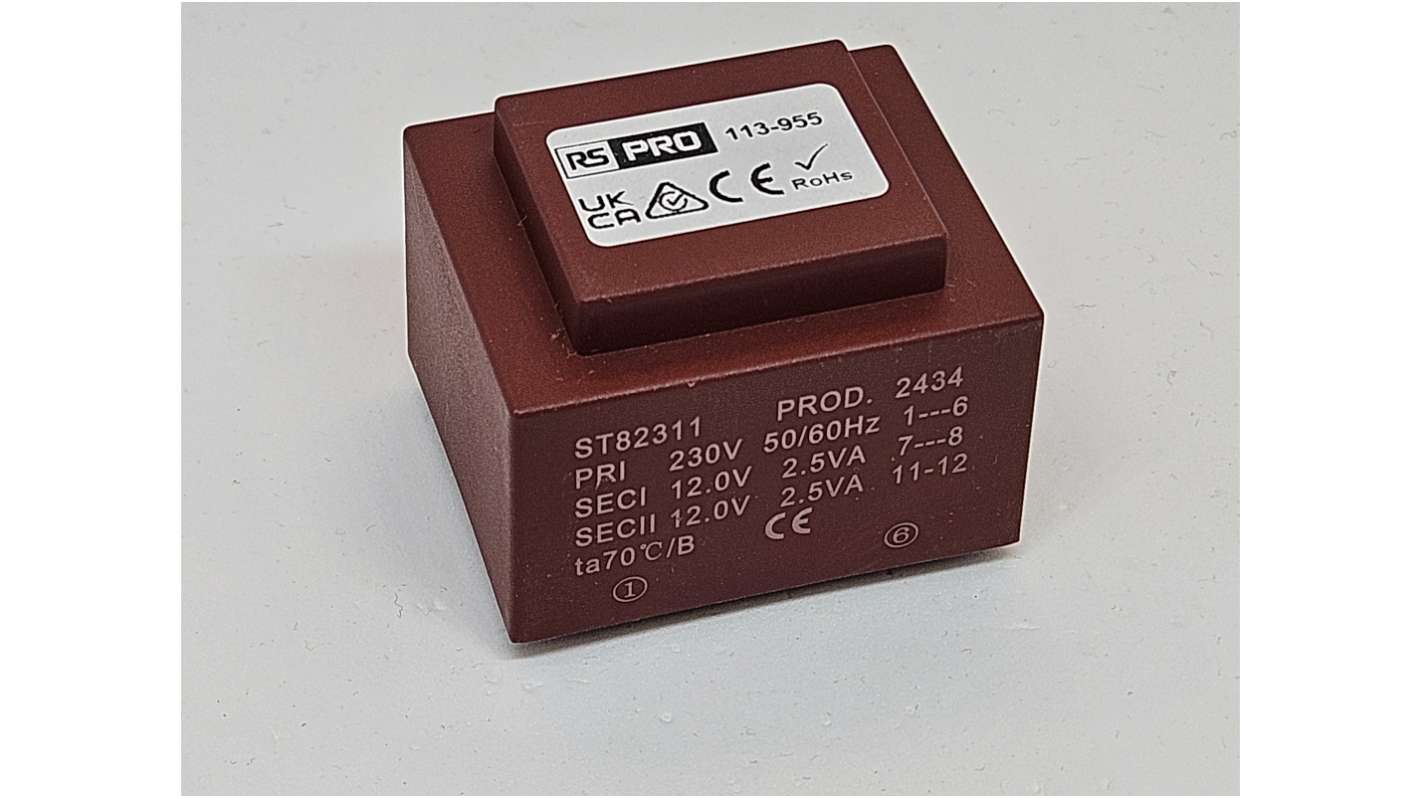 RS PRO 113-955
UK CA CE RoHs
ST82311 PROD. 2434
PRI 230V 50/60Hz 1---6
SECI 12.0V 2.5VA 7---8
SECII 12.0V 2.5VA 11-12
ta70℃/B CE
① ⑥